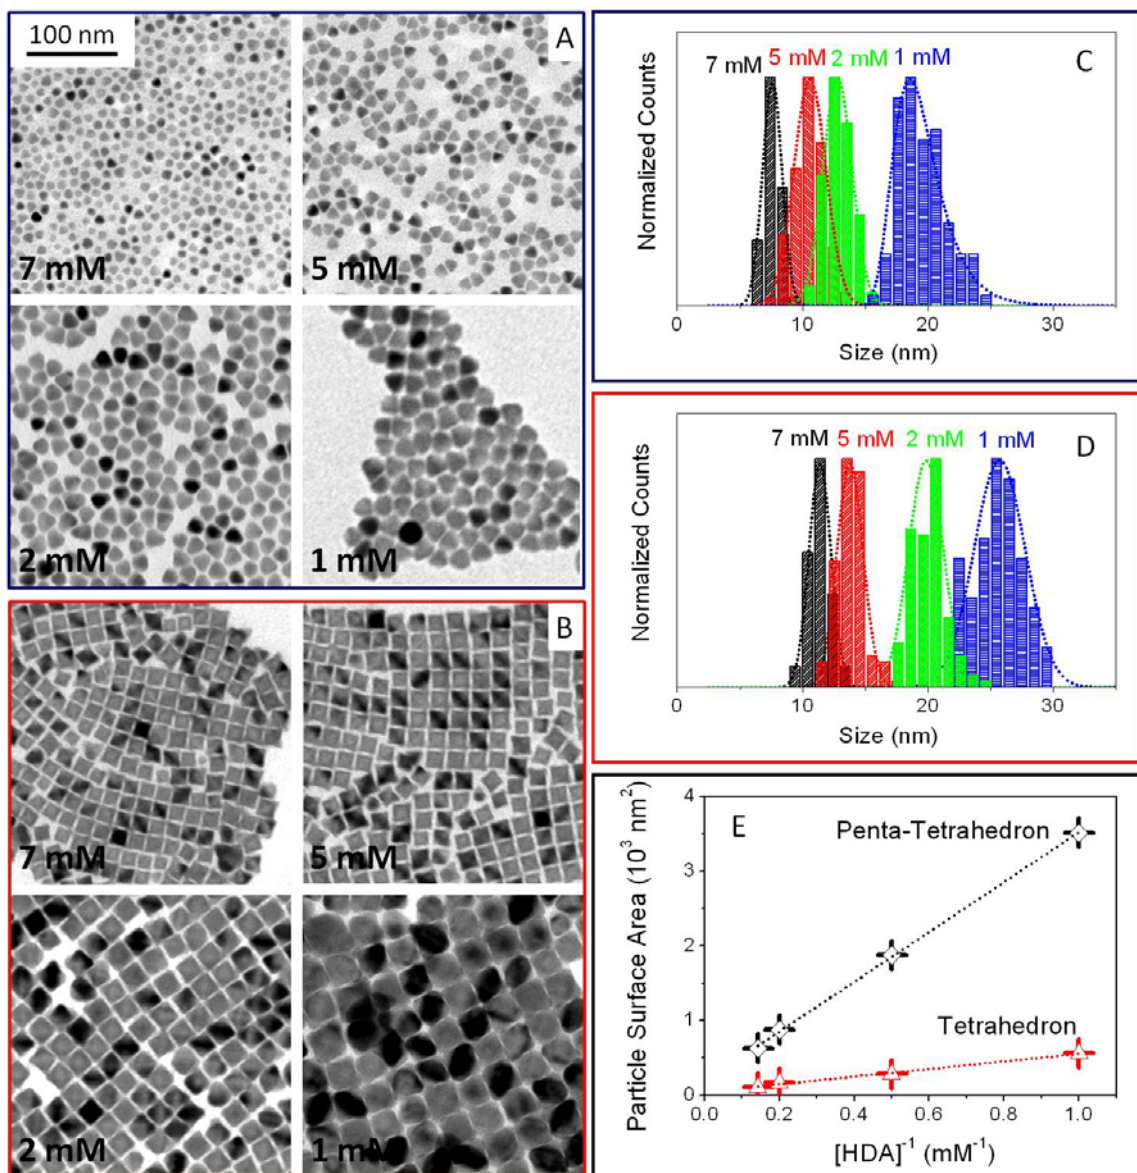 100 nm
A
7 mM
5 mM
2 mM
1 mM
B
7 mM
5 mM
2 mM
1 mM
C
7 mM 5 mM 2 mM 1 mM
Normalized Counts
0 10 20 30
Size (nm)
D
7 mM 5 mM 2 mM 1 mM
Normalized Counts
0 10 20 30
Size (nm)
E
Particle Surface Area (10³ nm²)
4
3
2
1
0
Penta-Tetrahedron
Tetrahedron
0.0 0.2 0.4 0.6 0.8 1.0
[HDA]⁻¹ (mM⁻¹)